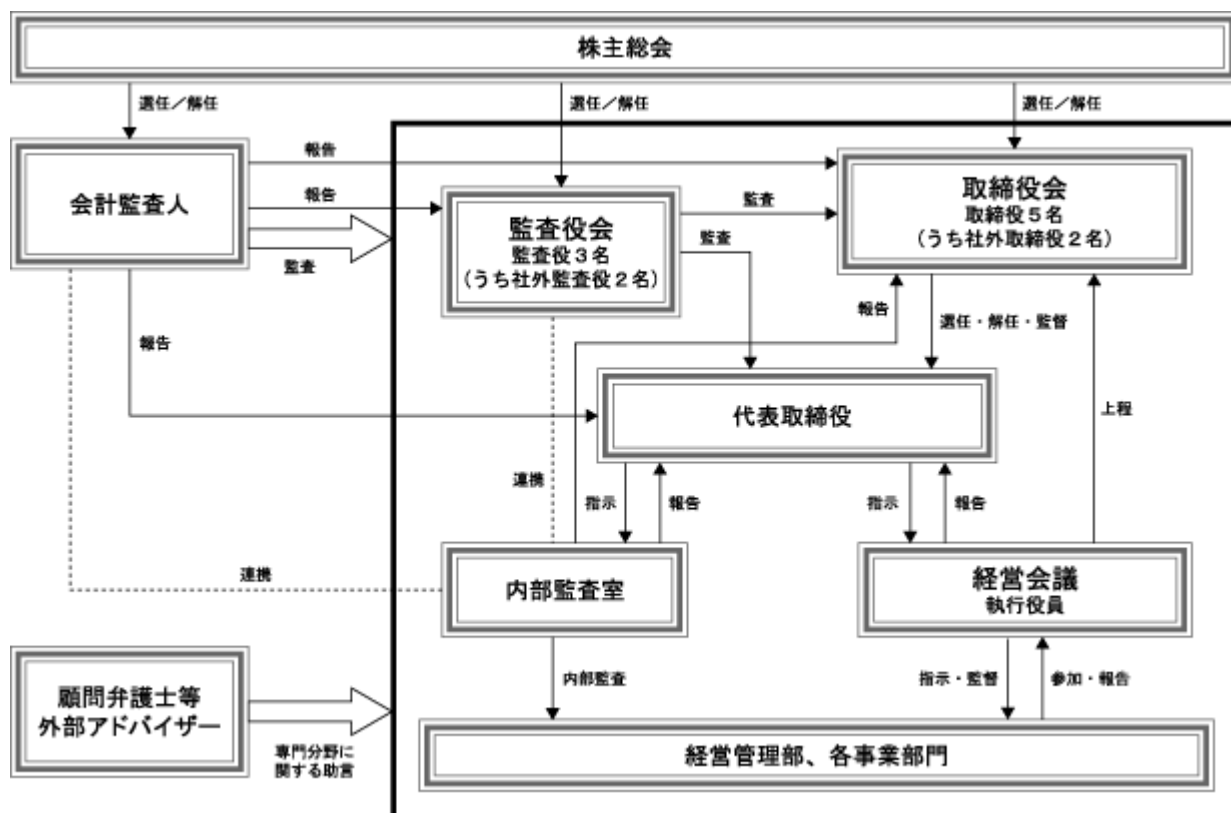 株主総会
選任／解任
選任／解任
選任／解任
会計監査人
報告
報告
監査
監査役会
監査役３名
（うち社外監査役２名）
監査
監査
取締役会
取締役５名
（うち社外取締役２名）
報告
報告
選任・解任・監督
上程
代表取締役
連携
指示
報告
指示
報告
連携
内部監査室
経営会議
執行役員
内部監査
指示・監督
参加・報告
顧問弁護士等
外部アドバイザー
専門分野に
関する助言
経営管理部、各事業部門